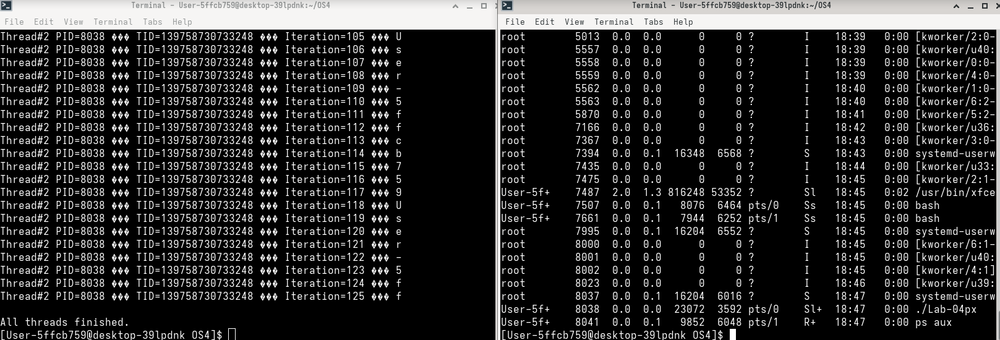 Terminal - User-5ffcb759@desktop-39lpdnk:~/OS4
File Edit View Terminal Tabs Help
Thread#2 PID=8038 ��� TID=139758730733248 ��� Iteration=105 ��� U
Thread#2 PID=8038 ��� TID=139758730733248 ��� Iteration=106 ��� s
Thread#2 PID=8038 ��� TID=139758730733248 ��� Iteration=107 ��� e
Thread#2 PID=8038 ��� TID=139758730733248 ��� Iteration=108 ��� r
Thread#2 PID=8038 ��� TID=139758730733248 ��� Iteration=109 ��� -
Thread#2 PID=8038 ��� TID=139758730733248 ��� Iteration=110 ��� 5
Thread#2 PID=8038 ��� TID=139758730733248 ��� Iteration=111 ��� f
Thread#2 PID=8038 ��� TID=139758730733248 ��� Iteration=112 ��� f
Thread#2 PID=8038 ��� TID=139758730733248 ��� Iteration=113 ��� c
Thread#2 PID=8038 ��� TID=139758730733248 ��� Iteration=114 ��� b
Thread#2 PID=8038 ��� TID=139758730733248 ��� Iteration=115 ��� 7
Thread#2 PID=8038 ��� TID=139758730733248 ��� Iteration=116 ��� 5
Thread#2 PID=8038 ��� TID=139758730733248 ��� Iteration=117 ��� 9
Thread#2 PID=8038 ��� TID=139758730733248 ��� Iteration=118 ��� U
Thread#2 PID=8038 ��� TID=139758730733248 ��� Iteration=119 ��� s
Thread#2 PID=8038 ��� TID=139758730733248 ��� Iteration=120 ��� e
Thread#2 PID=8038 ��� TID=139758730733248 ��� Iteration=121 ��� r
Thread#2 PID=8038 ��� TID=139758730733248 ��� Iteration=122 ��� -
Thread#2 PID=8038 ��� TID=139758730733248 ��� Iteration=123 ��� 5
Thread#2 PID=8038 ��� TID=139758730733248 ��� Iteration=124 ��� f
Thread#2 PID=8038 ��� TID=139758730733248 ��� Iteration=125 ��� f
All threads finished.
[User-5ffcb759@desktop-39lpdnk OS4]$
Terminal - User-5ffcb759@desktop-39lpdnk:~/OS4
File Edit View Terminal Tabs Help
root 5013 0.0 0.0 0 0 ? I 18:39 0:00 [kworker/2:0-
root 5557 0.0 0.0 0 0 ? I 18:39 0:00 [kworker/u40:
root 5558 0.0 0.0 0 0 ? I 18:39 0:00 [kworker/0:0-
root 5559 0.0 0.0 0 0 ? I 18:39 0:00 [kworker/4:0-
root 5562 0.0 0.0 0 0 ? I 18:40 0:00 [kworker/1:0-
root 5563 0.0 0.0 0 0 ? I 18:40 0:00 [kworker/6:2-
root 5870 0.0 0.0 0 0 ? I 18:41 0:00 [kworker/5:2-
root 7166 0.0 0.0 0 0 ? I 18:42 0:00 [kworker/u36:
root 7367 0.0 0.0 0 0 ? I 18:43 0:00 [kworker/3:0-
root 7394 0.0 0.1 16348 6568 ? S 18:43 0:00 systemd-userw
root 7435 0.0 0.0 0 0 ? I 18:44 0:00 [kworker/u33:
root 7475 0.0 0.0 0 0 ? I 18:45 0:00 [kworker/2:1-
User-5f+ 7487 2.0 1.3 816248 53352 ? Sl 18:45 0:02 /usr/bin/xfce
User-5f+ 7507 0.0 0.1 8076 6464 pts/0 Ss 18:45 0:00 bash
User-5f+ 7661 0.0 0.1 7944 6252 pts/1 Ss 18:45 0:00 bash
root 7995 0.0 0.1 16204 6552 ? S 18:45 0:00 systemd-userw
root 8000 0.0 0.0 0 0 ? I 18:45 0:00 [kworker/6:1-
root 8001 0.0 0.0 0 0 ? I 18:45 0:00 [kworker/u40:
root 8002 0.0 0.0 0 0 ? I 18:45 0:00 [kworker/4:1]
root 8023 0.0 0.0 0 0 ? I 18:46 0:00 [kworker/u39:
root 8037 0.0 0.1 16204 6016 ? S 18:47 0:00 systemd-userw
User-5f+ 8038 0.0 0.0 23072 3592 pts/0 Sl+ 18:47 0:00 ./Lab-04px
User-5f+ 8041 0.0 0.1 9852 6048 pts/1 R+ 18:47 0:00 ps aux
[User-5ffcb759@desktop-39lpdnk OS4]$